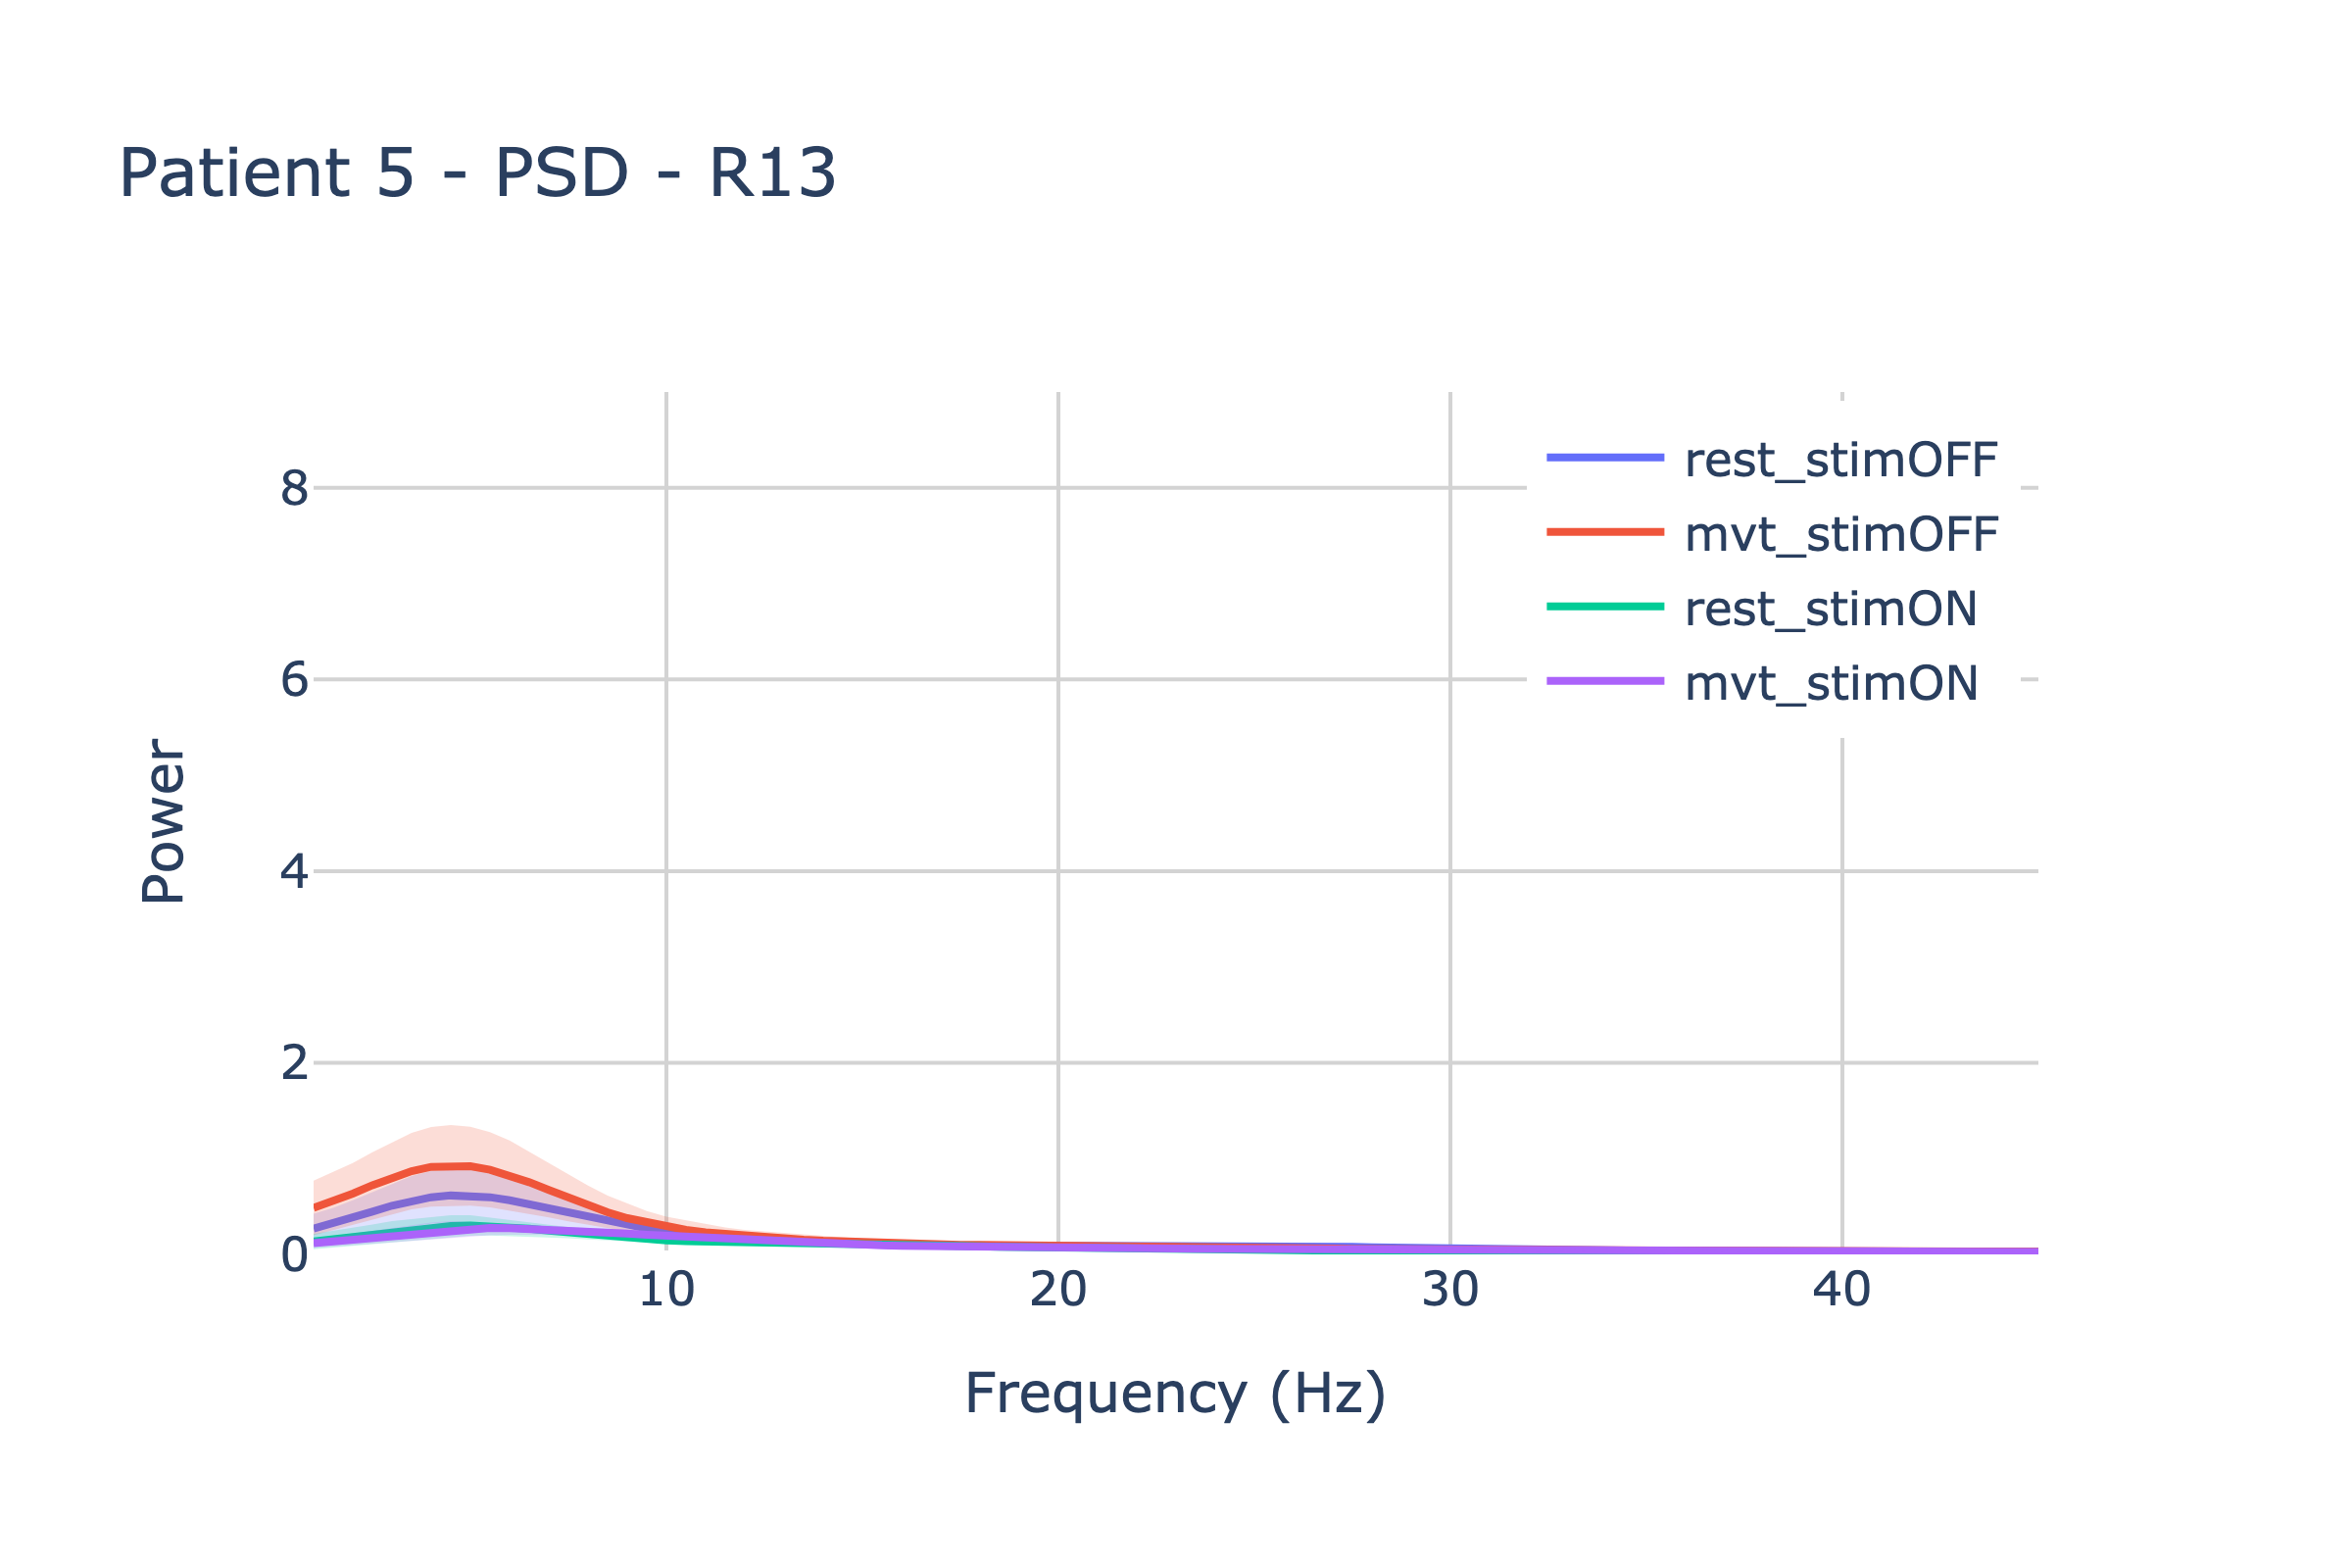 Patient 5 - PSD - R13
rest_stimOFF
mvt_stimOFF
rest_stimON
mvt_stimON
Power
8
6
4
2
0
10 20 30 40
Frequency (Hz)